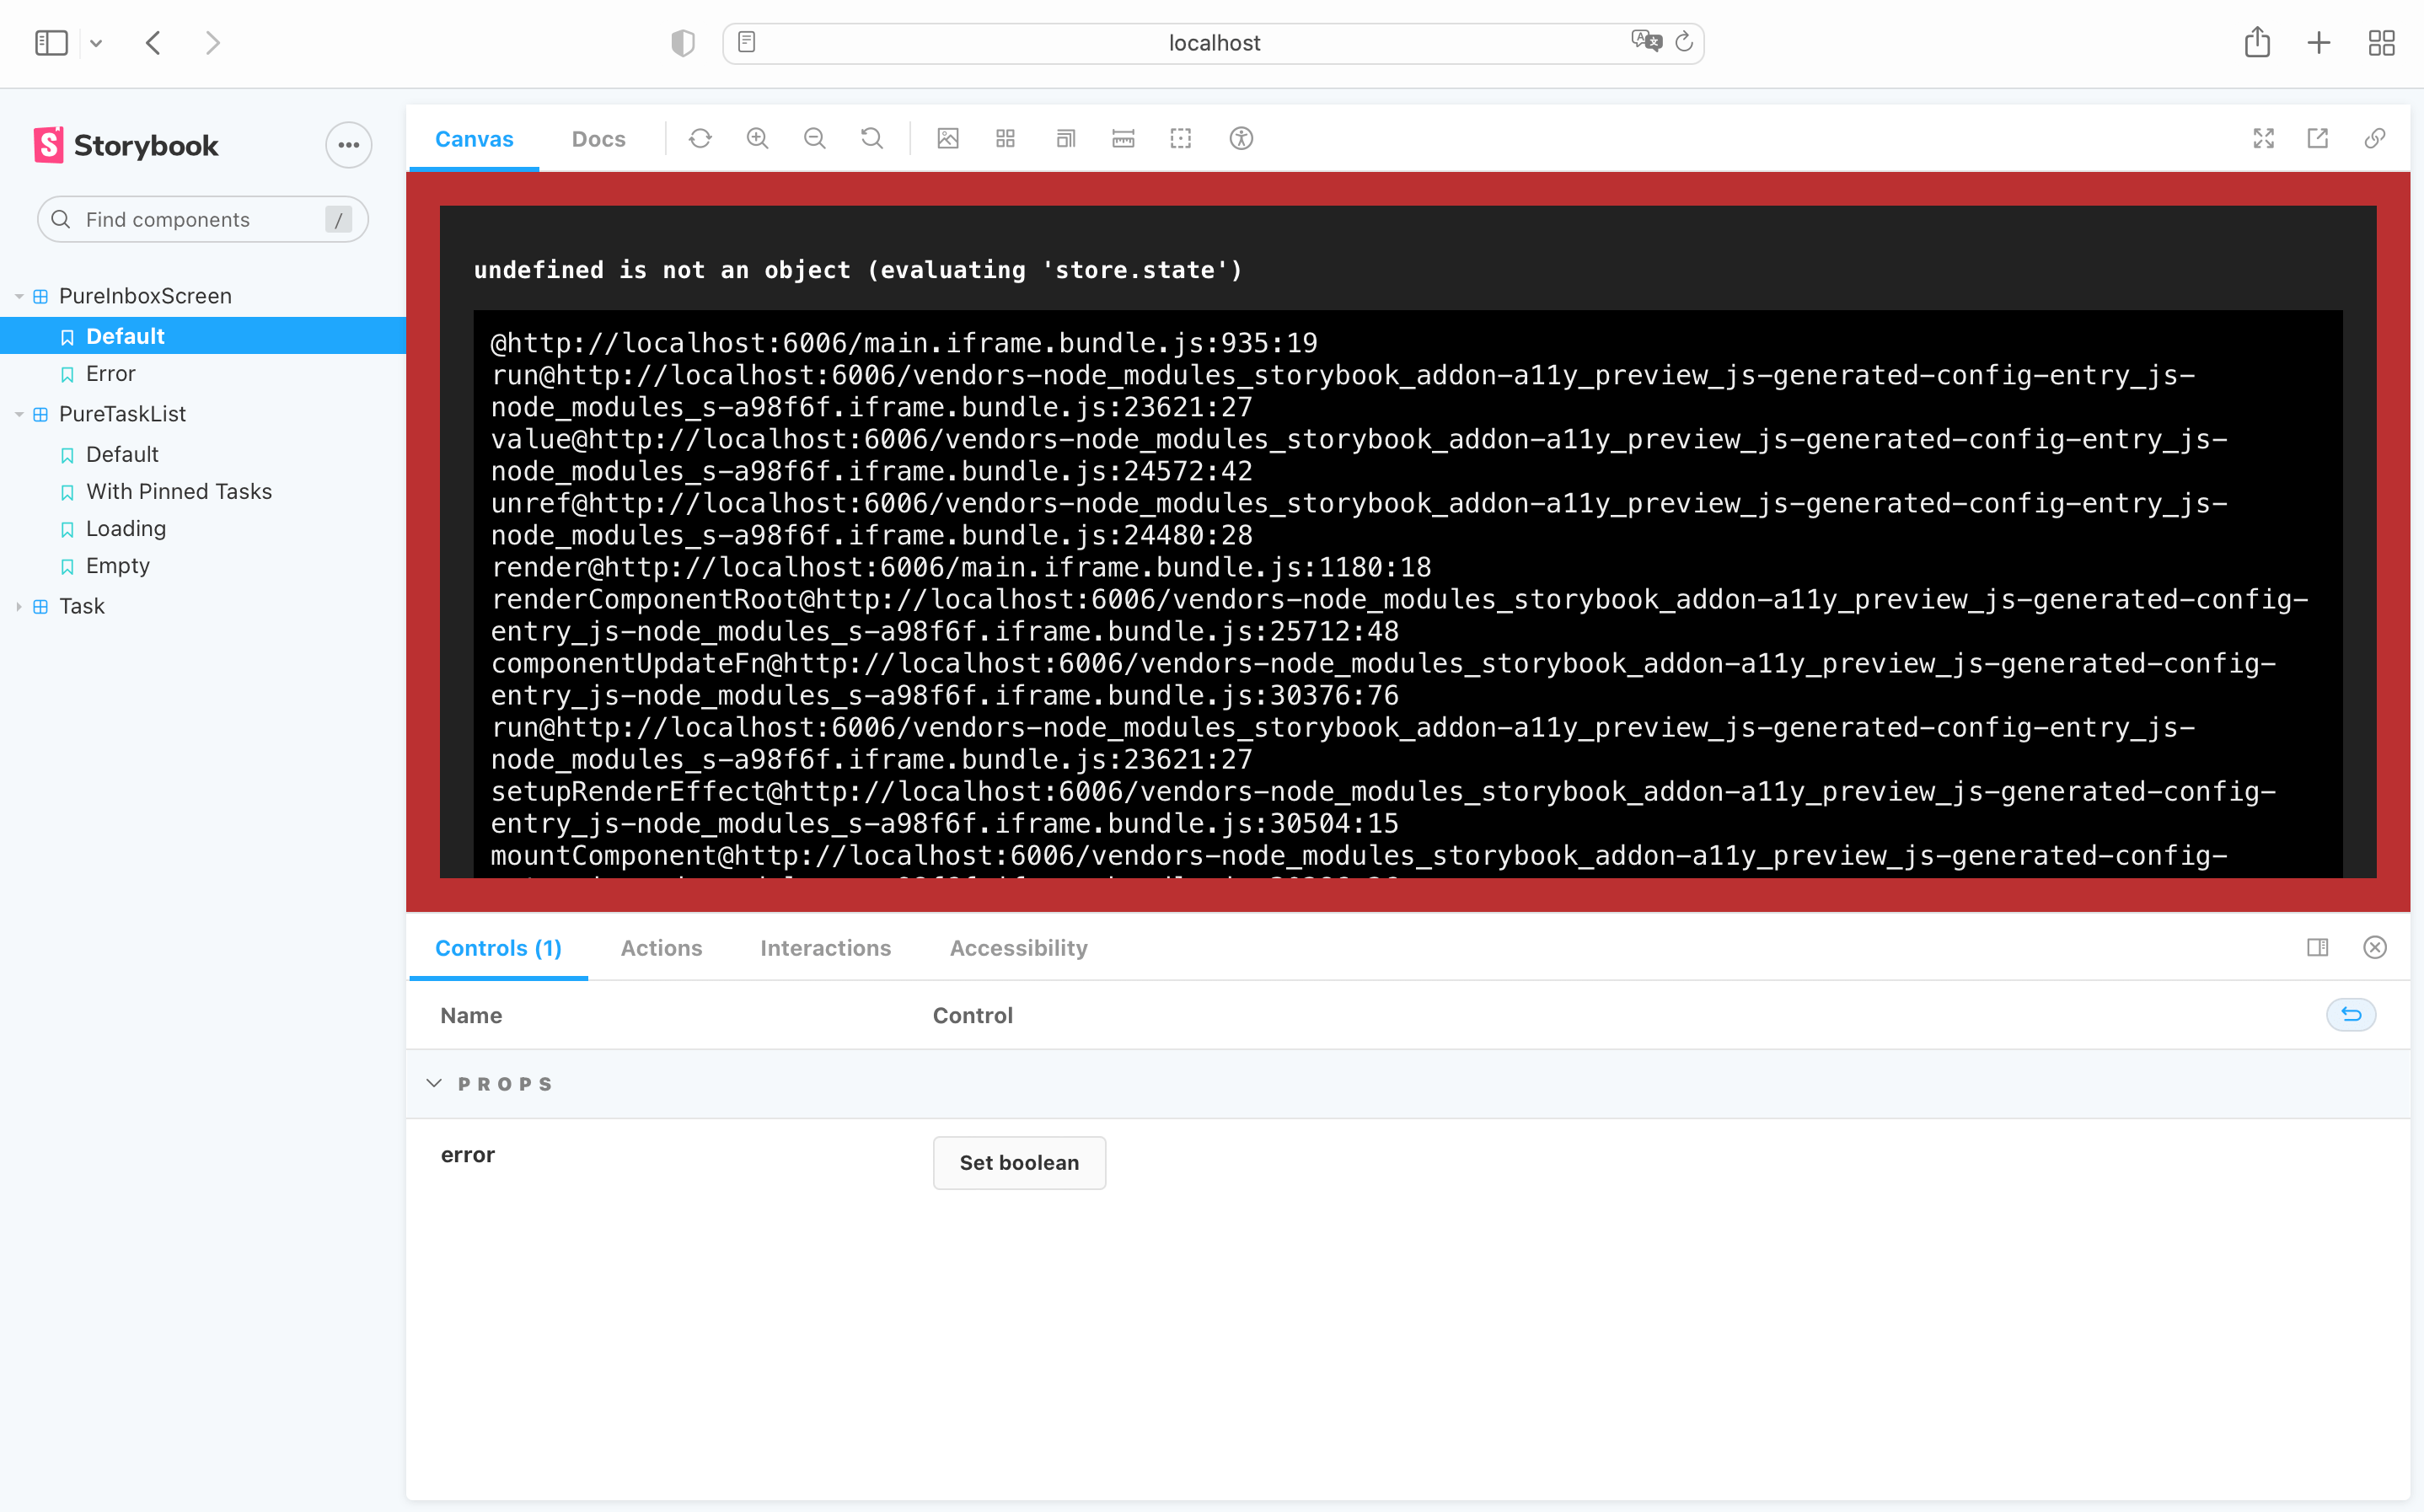 localhost
Storybook
Find components
/
PureInboxScreen
Default
Error
PureTaskList
Default
With Pinned Tasks
Loading
Empty
Task
Canvas
Docs
undefined is not an object (evaluating 'store.state')
@http://localhost:6006/main.iframe.bundle.js:935:19
run@http://localhost:6006/vendors-node_modules_storybook_addon-a11y_preview_js-generated-config-entry_js-
node_modules_s-a98f6f.iframe.bundle.js:23621:27
value@http://localhost:6006/vendors-node_modules_storybook_addon-a11y_preview_js-generated-config-entry_js-
node_modules_s-a98f6f.iframe.bundle.js:24572:42
unref@http://localhost:6006/vendors-node_modules_storybook_addon-a11y_preview_js-generated-config-entry_js-
node_modules_s-a98f6f.iframe.bundle.js:24480:28
render@http://localhost:6006/main.iframe.bundle.js:1180:18
renderComponentRoot@http://localhost:6006/vendors-node_modules_storybook_addon-a11y_preview_js-generated-config-
entry_js-node_modules_s-a98f6f.iframe.bundle.js:25712:48
componentUpdateFn@http://localhost:6006/vendors-node_modules_storybook_addon-a11y_preview_js-generated-config-
entry_js-node_modules_s-a98f6f.iframe.bundle.js:30376:76
run@http://localhost:6006/vendors-node_modules_storybook_addon-a11y_preview_js-generated-config-entry_js-
node_modules_s-a98f6f.iframe.bundle.js:23621:27
setupRenderEffect@http://localhost:6006/vendors-node_modules_storybook_addon-a11y_preview_js-generated-config-
entry_js-node_modules_s-a98f6f.iframe.bundle.js:30504:15
mountComponent@http://localhost:6006/vendors-node_modules_storybook_addon-a11y_preview_js-generated-config-
Controls (1)
Actions
Interactions
Accessibility
Name
Control
PROPS
error
Set boolean